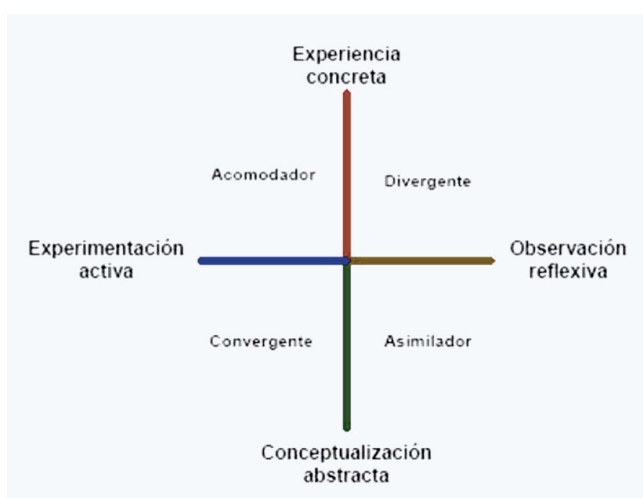 Experiencia
concreta
Acomodador
Divergente
Experimentación
activa
Observación
reflexiva
Convergente
Asimilador
Conceptualización
abstracta